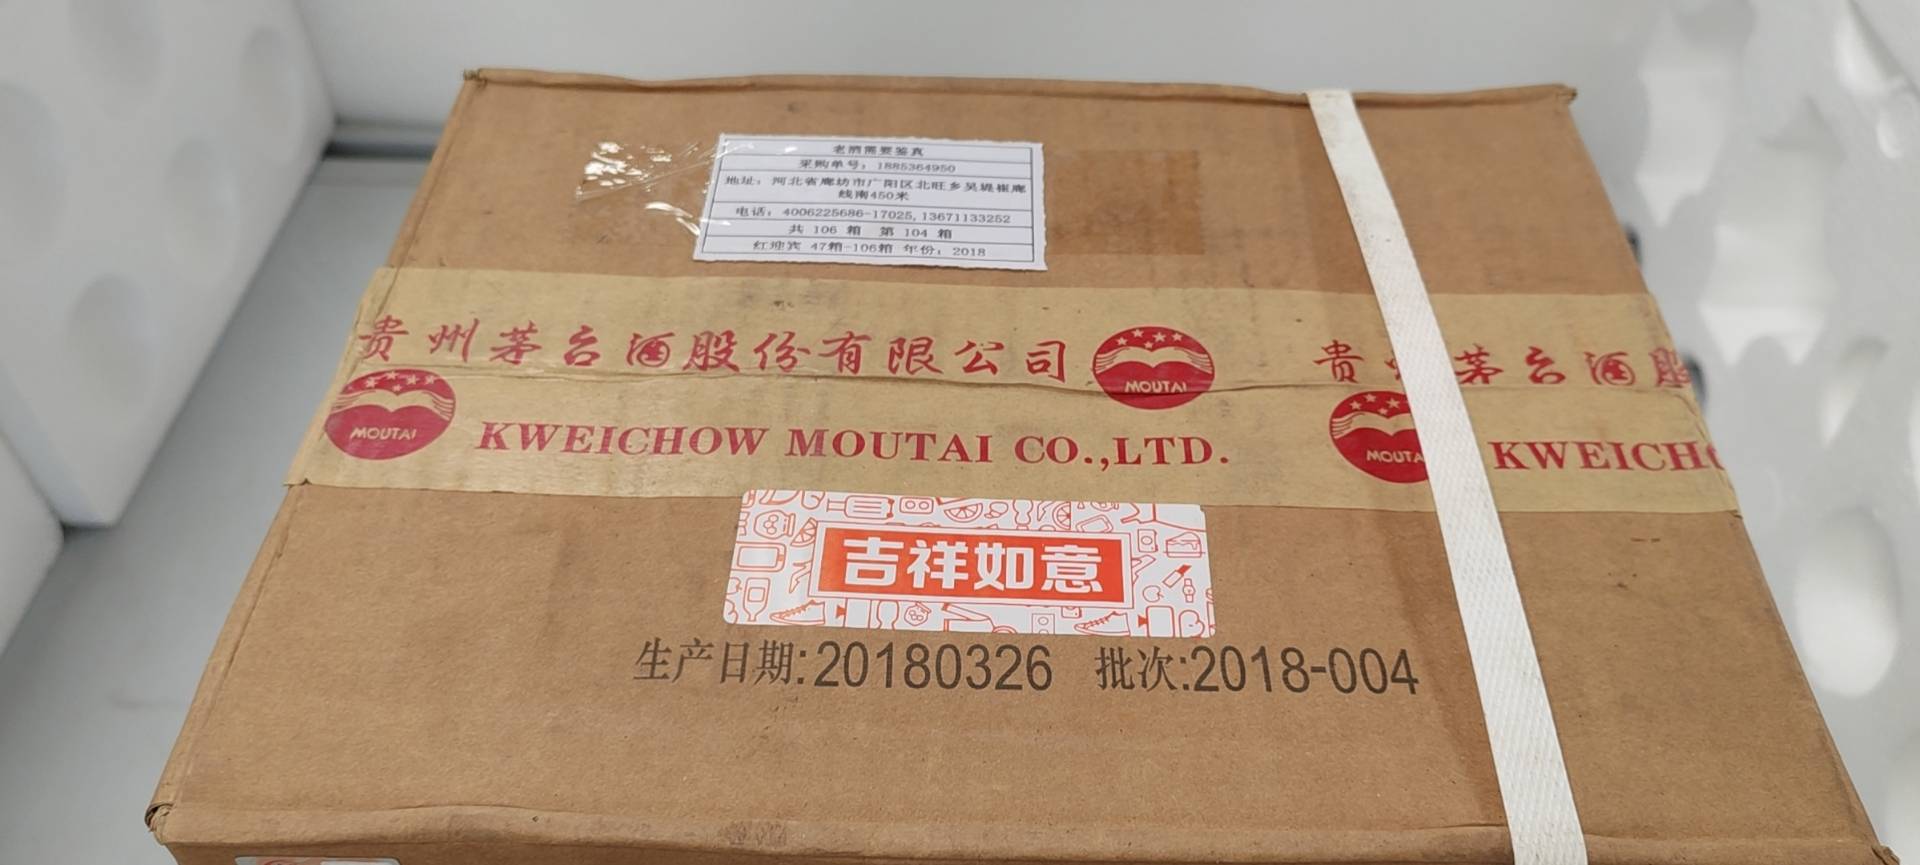 老酒需要鉴真
采购单号：1885364950
地址：河北省廊坊市广阳区北旺乡吴堤崔廊
线南450米
电话：4006225686-17025,13671133252
共 106 箱 第 104 箱
红迎宾 47箱-106箱 年份：2018
贵州茅台酒股份有限公司 MOUTAI 贵 茅台酒股
MOUTAI KWEICHOW MOUTAI CO.,LTD. MOUTA KWEICHO
吉祥如意
生产日期:20180326 批次:2018-004